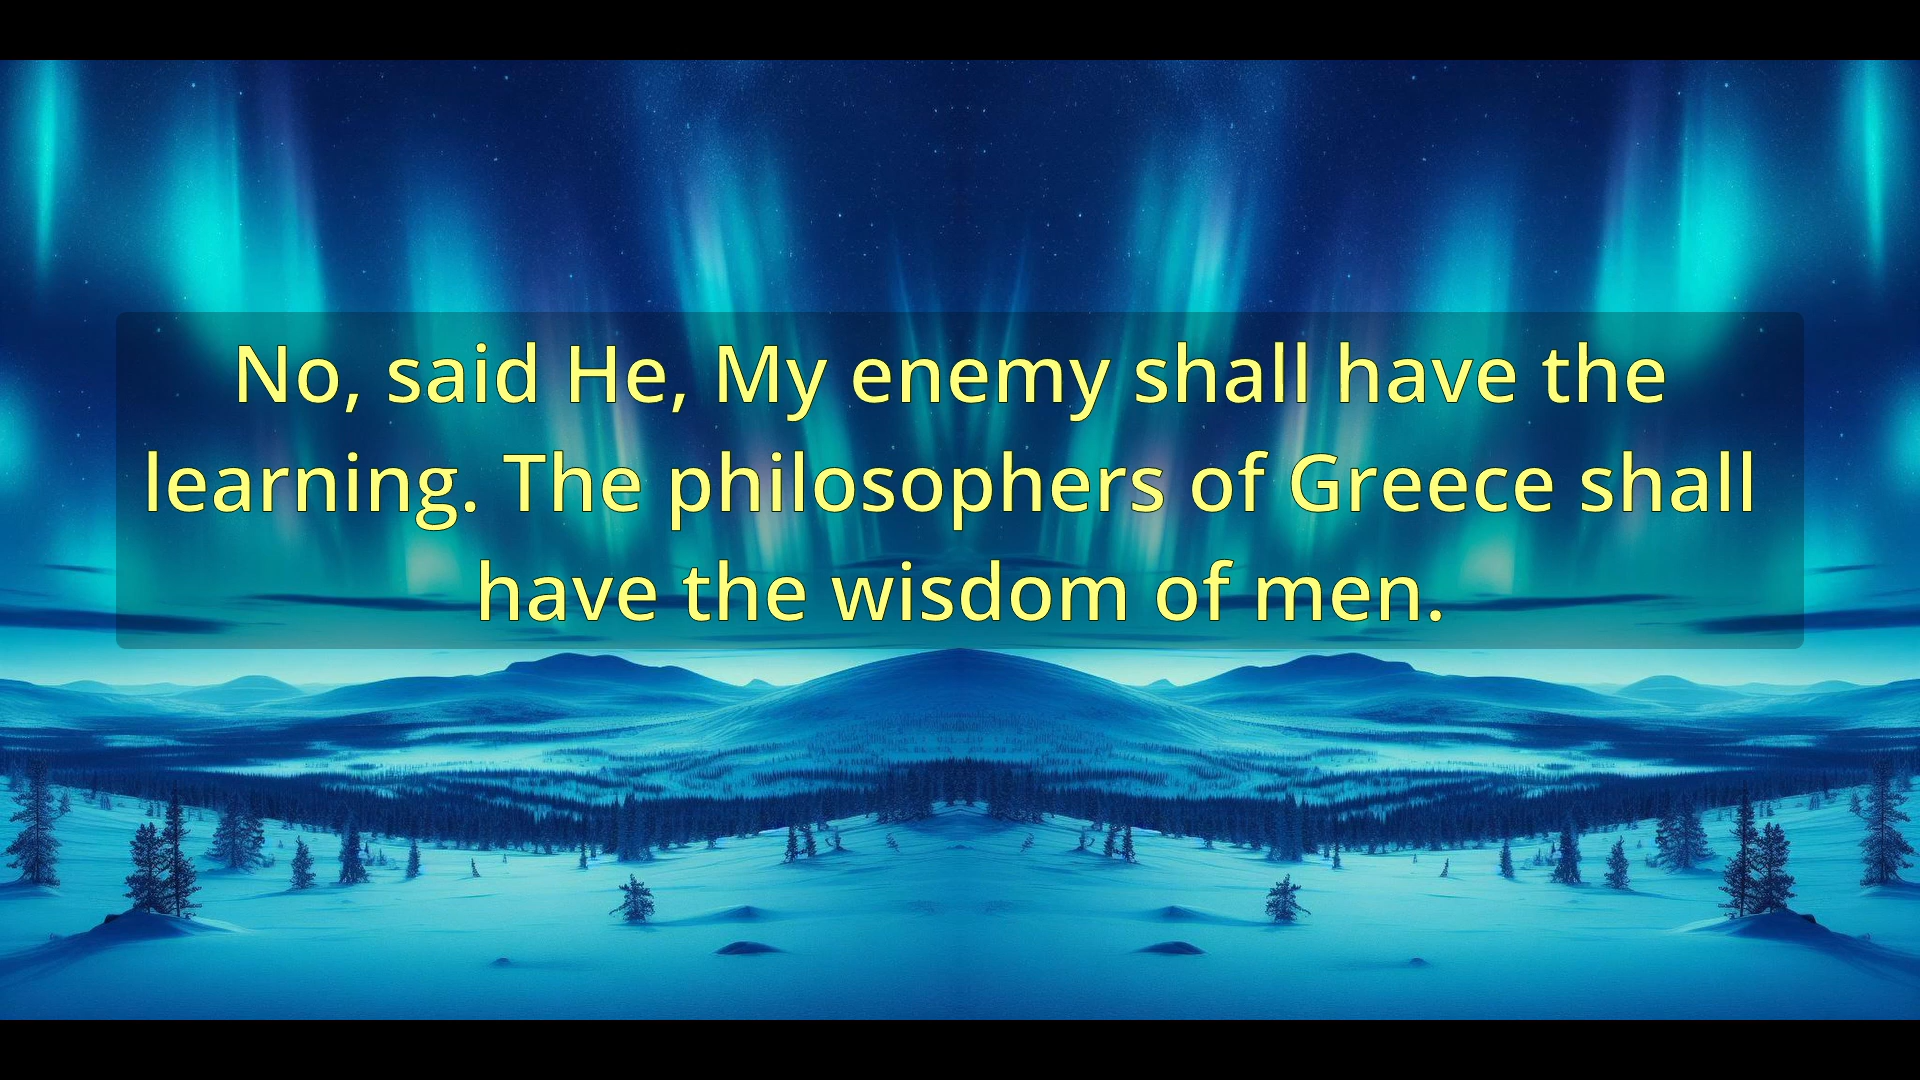 No, said He, My enemy shall have the
learning. The philosophers of Greece shall
have the wisdom of men.